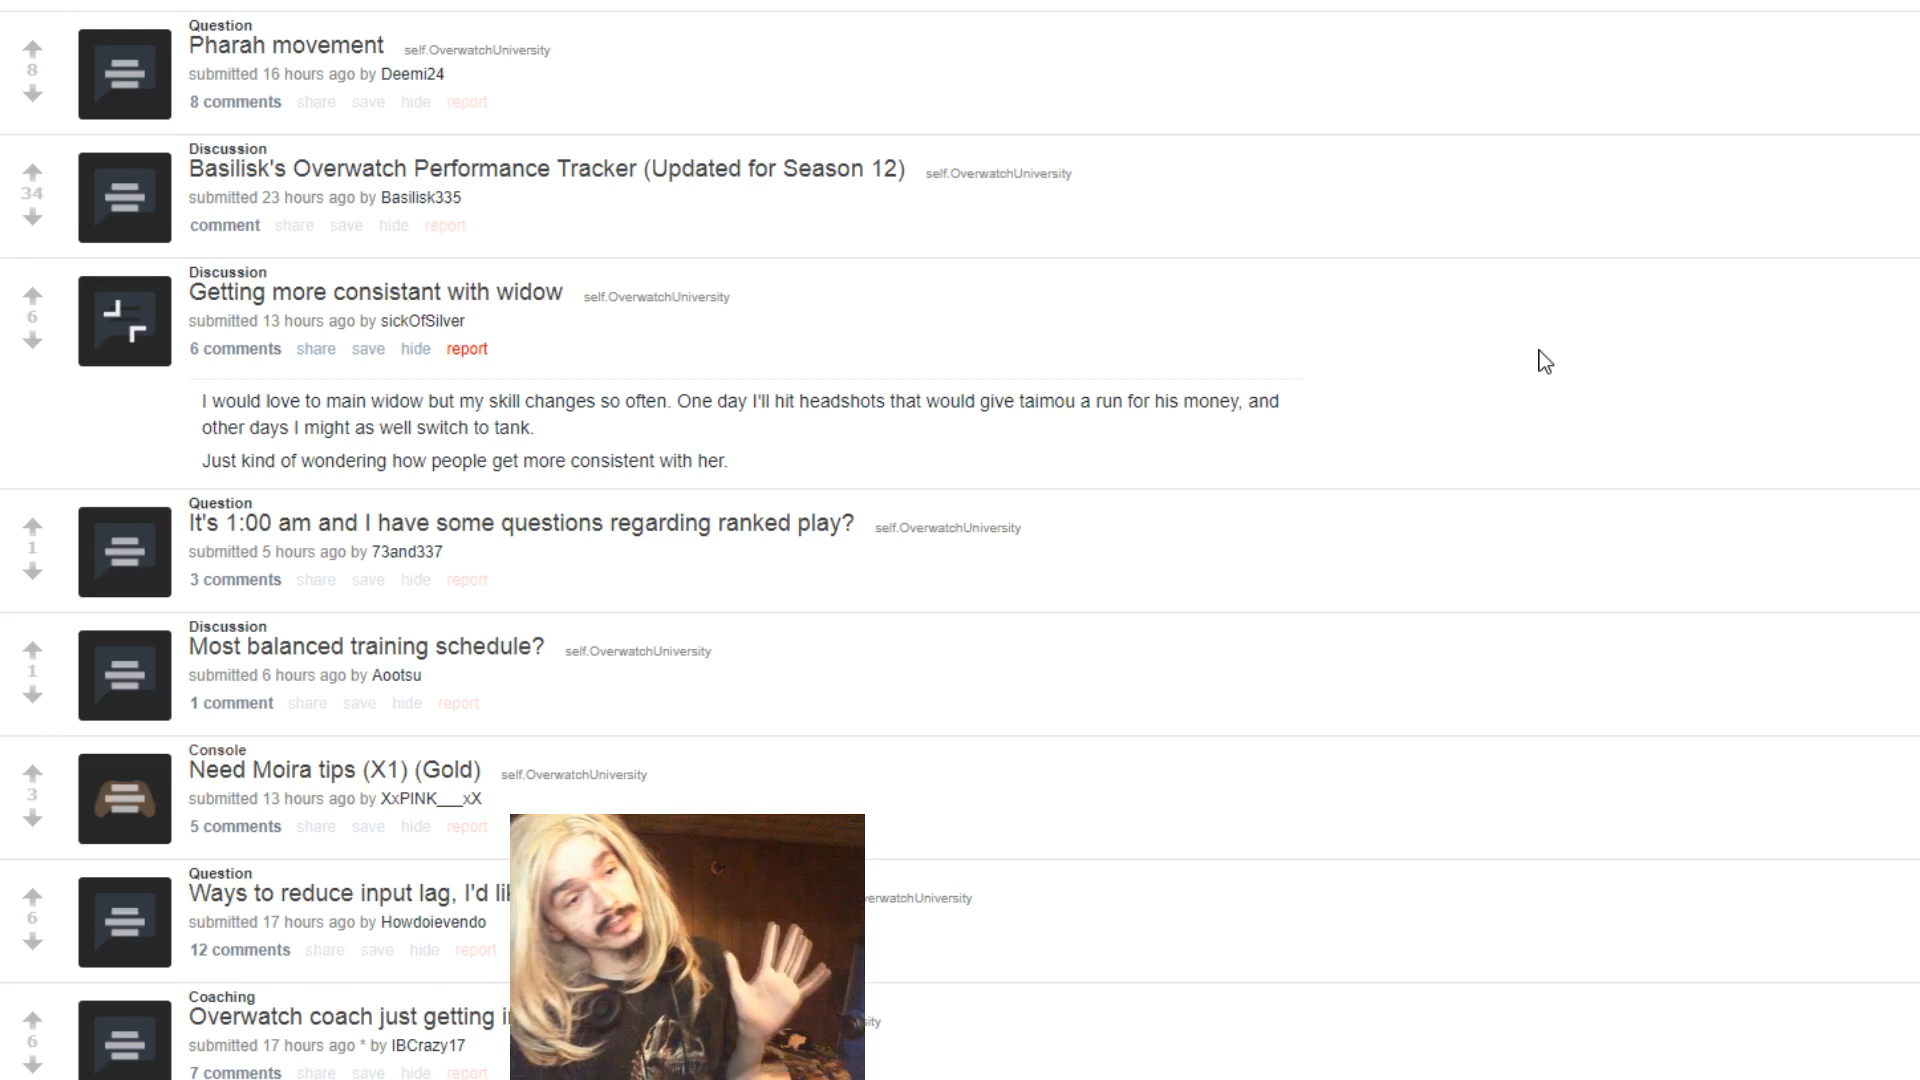 Question
Pharah movement self.OverwatchUniversity
8
submitted 16 hours ago by Deemi24
8 comments share save hide report
Discussion
Basilisk's Overwatch Performance Tracker (Updated for Season 12) self.OverwatchUniversity
34
submitted 23 hours ago by Basilisk335
comment share save hide report
Discussion
Getting more consistant with widow self.OverwatchUniversity
6
submitted 13 hours ago by sickOfSilver
6 comments share save hide report
I would love to main widow but my skill changes so often. One day I'll hit headshots that would give taimou a run for his money, and
other days I might as well switch to tank.
Just kind of wondering how people get more consistent with her.
Question
It's 1:00 am and I have some questions regarding ranked play? self.OverwatchUniversity
1
submitted 5 hours ago by 73and337
3 comments share save hide report
Discussion
Most balanced training schedule? self.OverwatchUniversity
1
submitted 6 hours ago by Aootsu
1 comment share save hide report
Console
Need Moira tips (X1) (Gold) self.OverwatchUniversity
3
submitted 13 hours ago by XxPINK___xX
5 comments share save hide report
Question
Ways to reduce input lag, I'd verwatchUniversity
6
submitted 17 hours ago by Howdoievendo
12 comments share save hide report
Coaching
Overwatch coach just getting ity
6
submitted 17 hours ago * by IBCrazy17
7 comments share save hide report